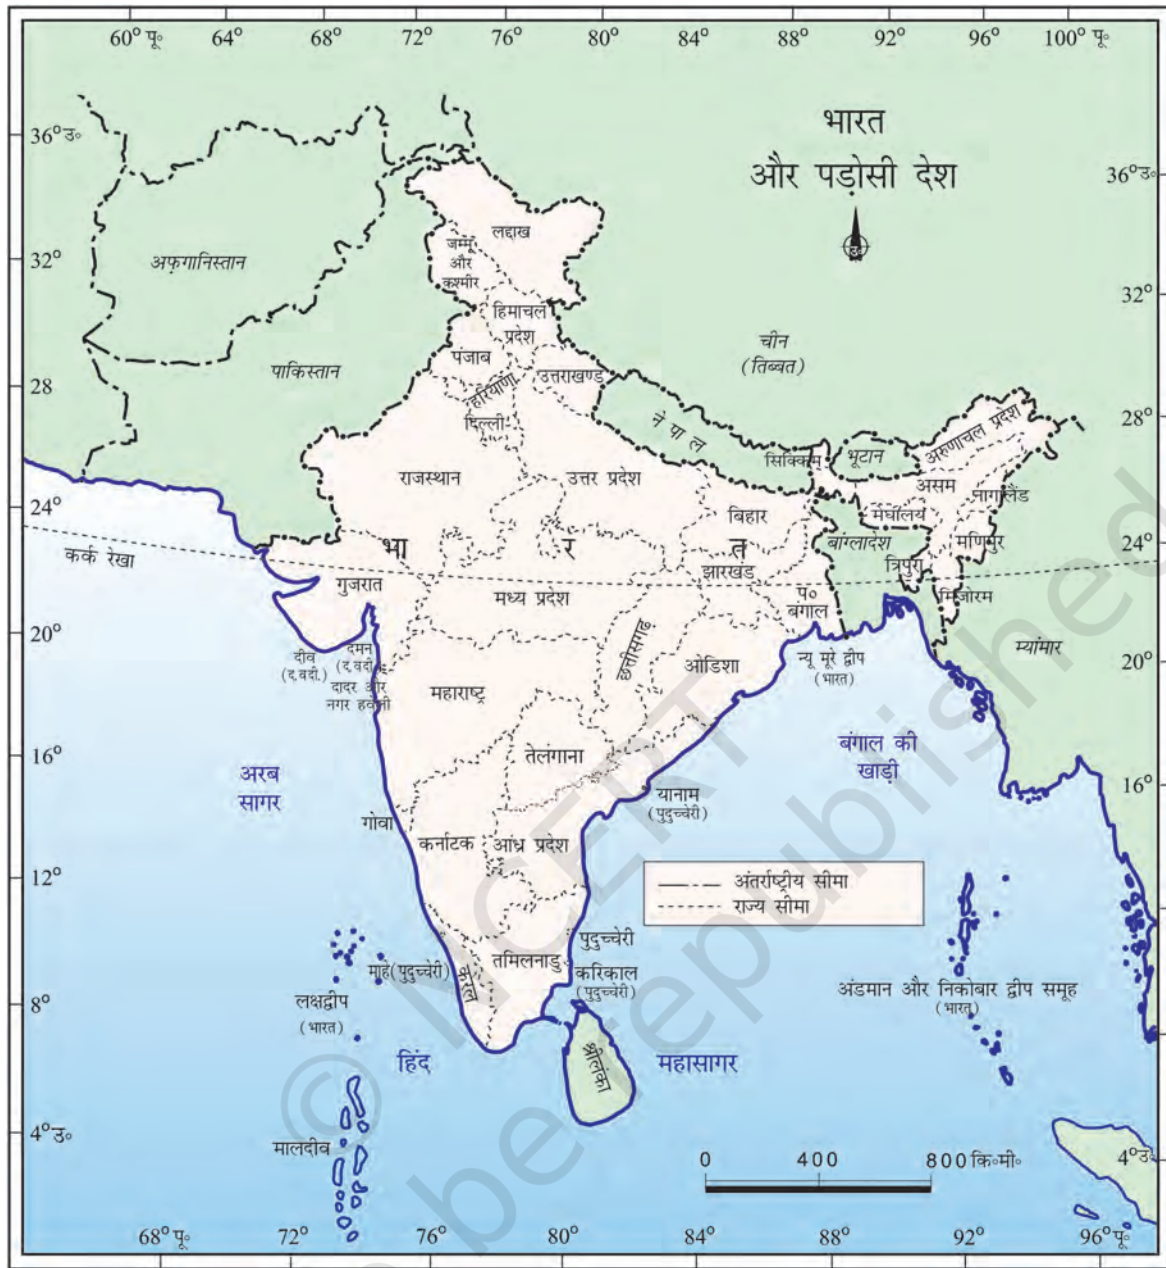 60° पू॰ 64° 68° 72° 76° 80° 84° 88° 92° 96° 100° पू॰
भारत
और पड़ोसी देश
उ॰
36° उ॰
36° उ॰
32°
32°
28°
28°
24°
24°
20°
20°
16°
16°
12°
8°
4° उ॰
4° उ॰
अफ़गानिस्तान
पाकिस्तान
चीन
(तिब्बत)
ने पा ल
भूटान
बांग्लादेश
म्यांमार
श्रीलंका
मालदीव
लद्दाख
जम्मू
और
कश्मीर
हिमाचल
प्रदेश
पंजाब
उत्तराखण्ड
हरियाणा
दिल्ली
राजस्थान
उत्तर प्रदेश
सिक्किम
अरुणाचल प्रदेश
असम
नागालैंड
मेघालय
मणिपुर
त्रिपुरा
मिज़ोरम
बिहार
झारखंड
प॰
बंगाल
भा र त
कर्क रेखा
गुजरात
मध्य प्रदेश
छत्तीसगढ़
ओडिशा
न्यू मूरे द्वीप
(भारत)
दीव
(द.वदी.)
दमन
(द.वदी.)
दादर और
नगर हवेली
महाराष्ट्र
तेलंगाना
यानाम
(पुदुच्चेरी)
गोवा
कर्नाटक
आंध्र प्रदेश
अरब
सागर
बंगाल की
खाड़ी
अंतर्राष्ट्रीय सीमा
राज्य सीमा
पुदुच्चेरी
तमिलनाडु
करिकाल
(पुदुच्चेरी)
माहे(पुदुच्चेरी)
केरल
लक्षद्वीप
(भारत)
अंडमान और निकोबार द्वीप समूह
(भारत)
हिंद महासागर
0 400 800 कि॰मी॰
68° पू॰ 72° 76° 80° 84° 88° 92° 96° पू॰
© NCERT
be republished